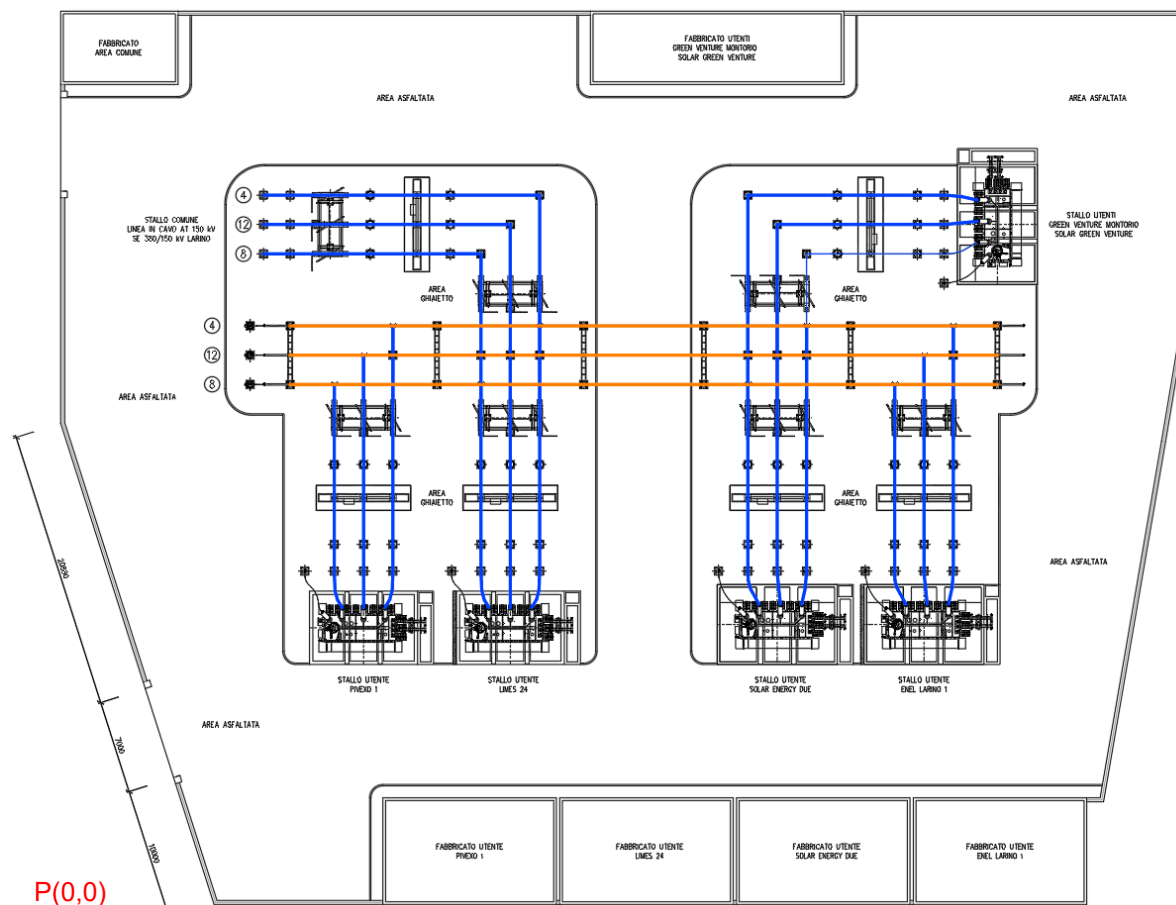 FABBRICATO
AREA COMUNE
FABBRICATO UTENTI
GREEN VENTURE MONTORIO
SOLAR GREEN VENTURE
AREA ASFALTATA
AREA ASFALTATA
4
12
8
STALLO COMUNE
LINEA IN CAVO AT 150 kV
SE 380/150 kV LARINO
STALLO UTENTI
GREEN VENTURE MONTORIO
SOLAR GREEN VENTURE
AREA
GHIAIETTO
AREA
GHIAIETTO
4
12
8
AREA ASFALTATA
AREA
GHIAIETTO
AREA
GHIAIETTO
AREA ASFALTATA
STALLO UTENTE
PIVEXO 1
STALLO UTENTE
LIMES 24
STALLO UTENTE
SOLAR ENERGY DUE
STALLO UTENTE
ENEL LARINO 1
AREA ASFALTATA
7000
10000
FABBRICATO UTENTE
PIVEXO 1
FABBRICATO UTENTE
LIMES 24
FABBRICATO UTENTE
SOLAR ENERGY DUE
FABBRICATO UTENTE
ENEL LARINO 1
P(0,0)